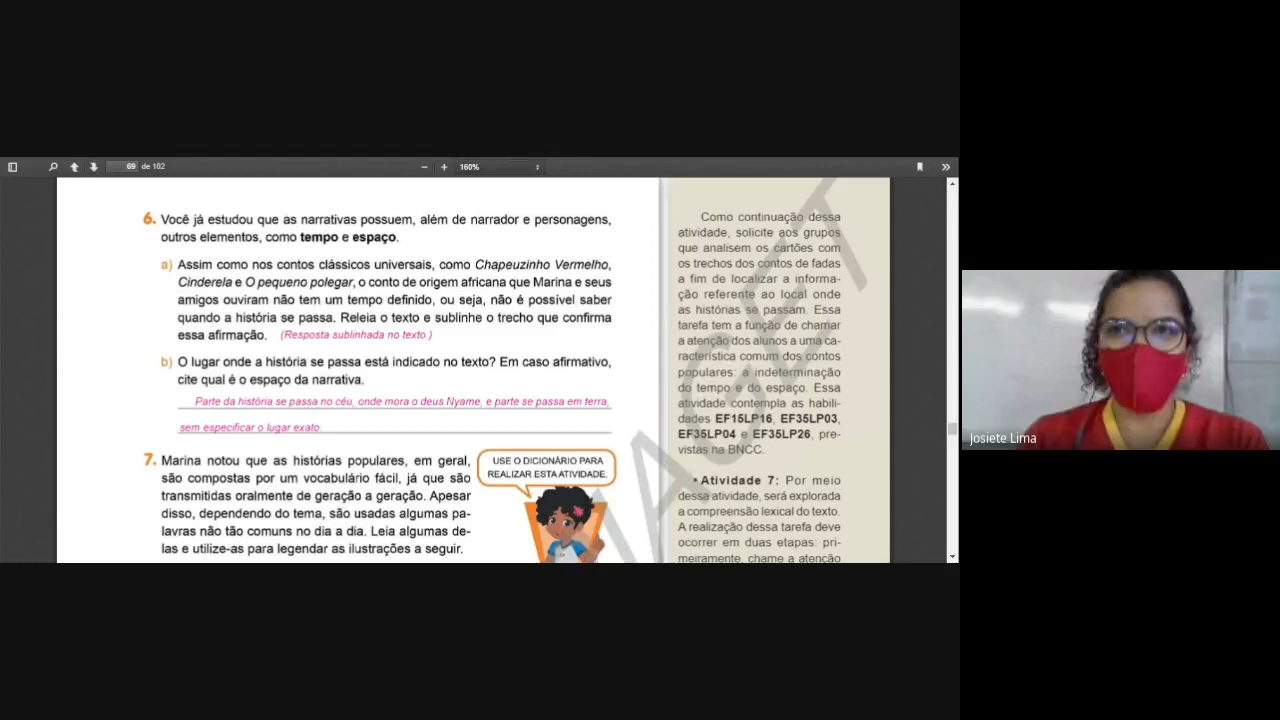 69 de 102
160%
6. Você já estudou que as narrativas possuem, além de narrador e personagens,
outros elementos, como tempo e espaço.
a) Assim como nos contos clássicos universais, como Chapeuzinho Vermelho,
Cinderela e O pequeno polegar, o conto de origem africana que Marina e seus
amigos ouviram não tem um tempo definido, ou seja, não é possível saber
quando a história se passa. Releia o texto e sublinhe o trecho que confirma
essa afirmação. (Resposta sublinhada no texto.)
b) O lugar onde a história se passa está indicado no texto? Em caso afirmativo,
cite qual é o espaço da narrativa.
Parte da história se passa no céu, onde mora o deus Nyame, e parte se passa em terra,
sem especificar o lugar exato.
7. Marina notou que as histórias populares, em geral,
são compostas por um vocabulário fácil, já que são
transmitidas oralmente de geração a geração. Apesar
disso, dependendo do tema, são usadas algumas pa-
lavras não tão comuns no dia a dia. Leia algumas de-
las e utilize-as para legendar as ilustrações a seguir.
USE O DICIONÁRIO PARA
REALIZAR ESTA ATIVIDADE.
Como continuação dessa
atividade, solicite aos grupos
que analisem os cartões com
os trechos dos contos de fadas
a fim de localizar a informa-
ção referente ao local onde
as histórias se passam. Essa
tarefa tem a função de chamar
a atenção dos alunos a uma ca-
racterística comum dos contos
populares: a indeterminação
do tempo e do espaço. Essa
atividade contempla as habili-
dades EF15LP16, EF35LP03,
EF35LP04 e EF35LP26, pre-
vistas na BNCC.
• Atividade 7: Por meio
dessa atividade, será explorada
a compreensão lexical do texto.
A realização dessa tarefa deve
ocorrer em duas etapas: pri-
meiramente, chame a atenção
Josiete Lima